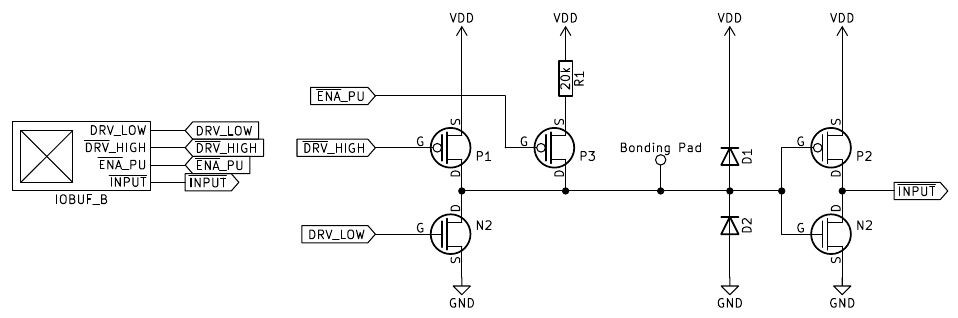 VDD
VDD
VDD
VDD
20k
R1
ENA_PU
DRV_LOW
DRV_LOW
DRV_HIGH
DRV_HIGH
ENA_PU
ENA_PU
INPUT
INPUT
IOBUF_B
DRV_HIGH
G
S
D
P1
G
S
D
P3
Bonding Pad
D1
G
S
D
P2
INPUT
DRV_LOW
G
D
S
N2
D2
G
D
S
N2
GND
GND
GND